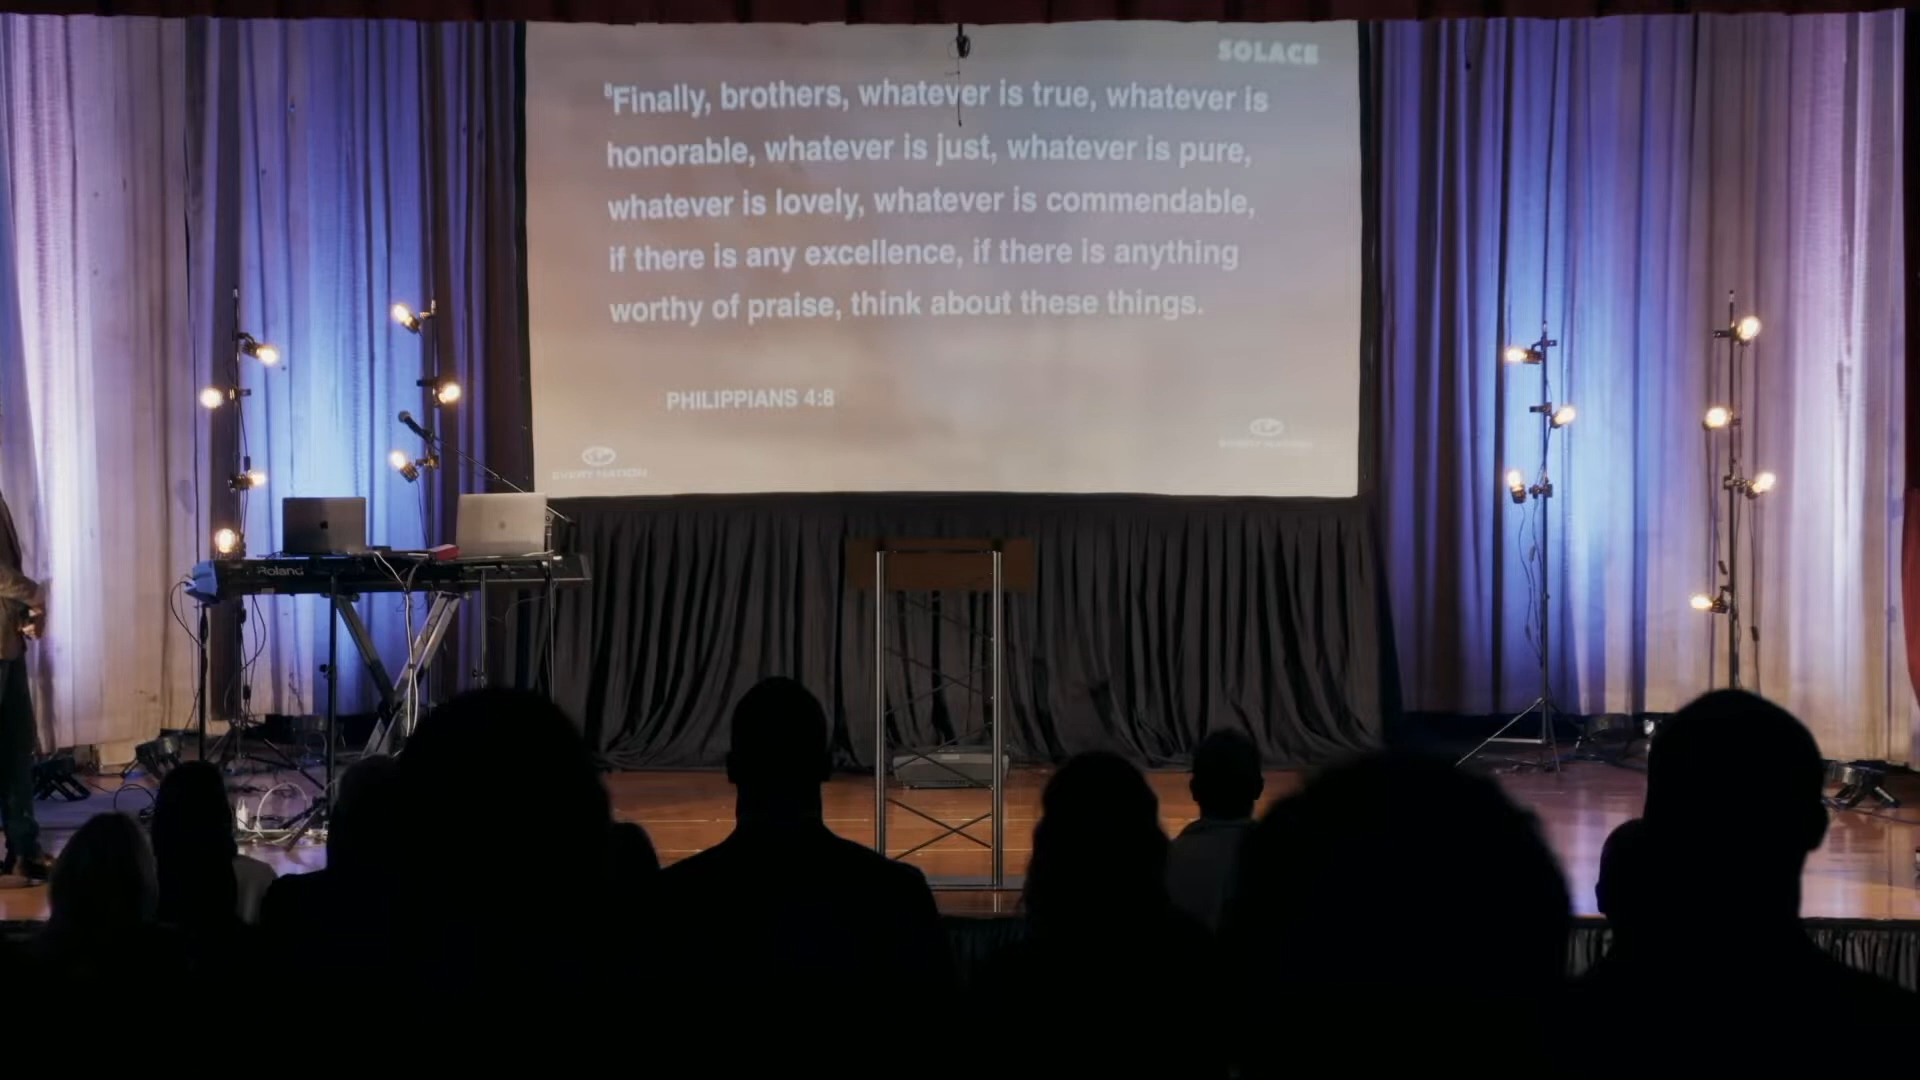 SOLACE
⁸Finally, brothers, whatever is true, whatever is
honorable, whatever is just, whatever is pure,
whatever is lovely, whatever is commendable,
if there is any excellence, if there is anything
worthy of praise, think about these things.
PHILIPPIANS 4:8
EVERY NATION
EVERY NATION
Roland